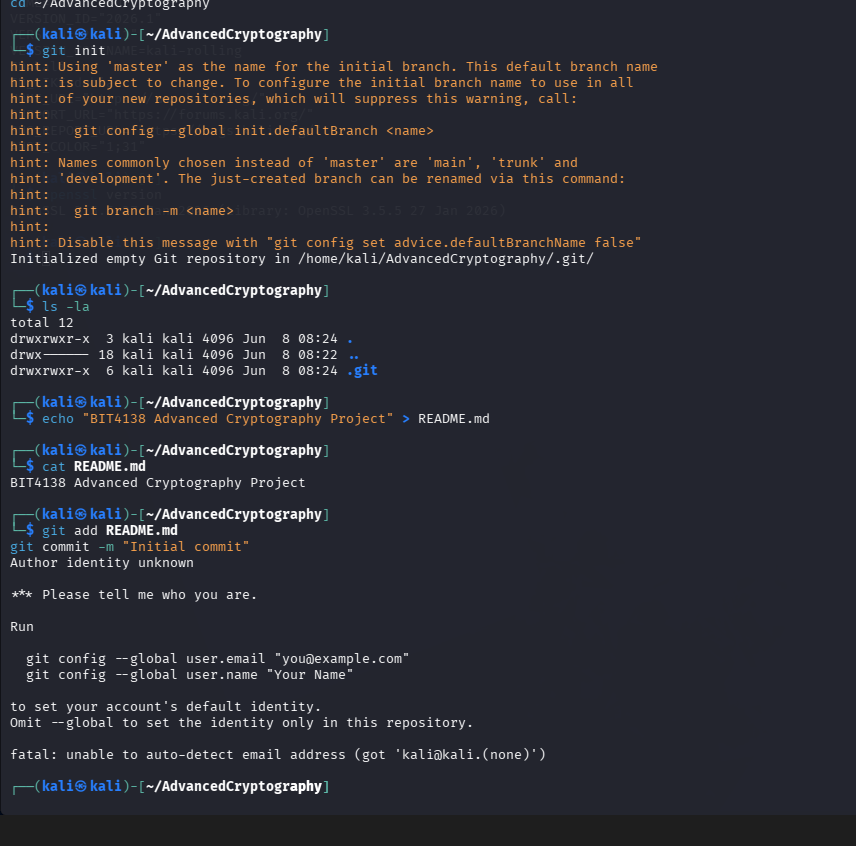 cd ~/AdvancedCryptography
┌──(kali㉿kali)-[~/AdvancedCryptography]
└─$ git init
hint: Using 'master' as the name for the initial branch. This default branch name
hint: is subject to change. To configure the initial branch name to use in all
hint: of your new repositories, which will suppress this warning, call:
hint:
hint:   git config --global init.defaultBranch <name>
hint:
hint: Names commonly chosen instead of 'master' are 'main', 'trunk' and
hint: 'development'. The just-created branch can be renamed via this command:
hint:
hint:   git branch -m <name>
hint:
hint: Disable this message with "git config set advice.defaultBranchName false"
Initialized empty Git repository in /home/kali/AdvancedCryptography/.git/
┌──(kali㉿kali)-[~/AdvancedCryptography]
└─$ ls -la
total 12
drwxrwxr-x  3 kali kali 4096 Jun  8 08:24 .
drwx------ 18 kali kali 4096 Jun  8 08:22 ..
drwxrwxr-x  6 kali kali 4096 Jun  8 08:24 .git
┌──(kali㉿kali)-[~/AdvancedCryptography]
└─$ echo "BIT4138 Advanced Cryptography Project" > README.md
┌──(kali㉿kali)-[~/AdvancedCryptography]
└─$ cat README.md
BIT4138 Advanced Cryptography Project
┌──(kali㉿kali)-[~/AdvancedCryptography]
└─$ git add README.md
git commit -m "Initial commit"
Author identity unknown
*** Please tell me who you are.
Run
  git config --global user.email "you@example.com"
  git config --global user.name "Your Name"
to set your account's default identity.
Omit --global to set the identity only in this repository.
fatal: unable to auto-detect email address (got 'kali@kali.(none)')
┌──(kali㉿kali)-[~/AdvancedCryptography]